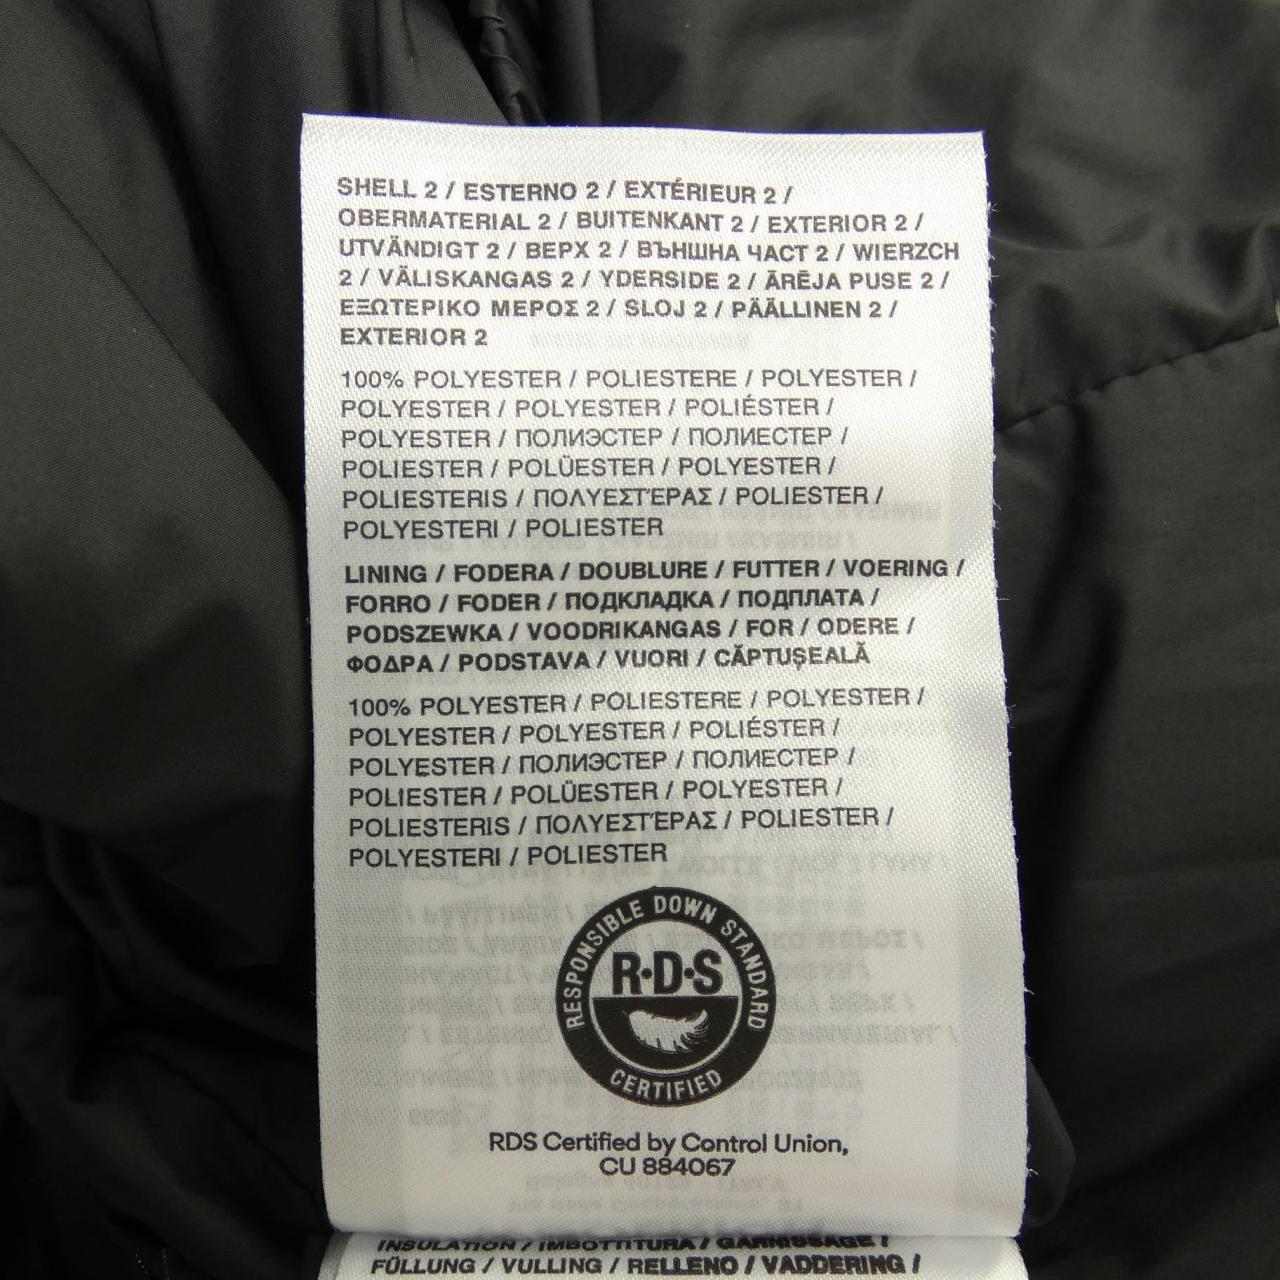 SHELL 2 / ESTERNO 2 / EXTÉRIEUR 2 /
OBERMATERIAL 2 / BUITENKANT 2 / EXTERIOR 2 /
UTVÄNDIGT 2 / ВЕРХ 2 / ВЪНШНА ЧАСТ 2 / WIERZCH
2 / VÄLISKANGAS 2 / YDERSIDE 2 / ĀRĒJA PUSE 2 /
ΕΞΩΤΕΡΙΚΟ ΜΕΡΟΣ 2 / SLOJ 2 / PÄÄLLINEN 2 /
EXTERIOR 2
100% POLYESTER / POLIESTERE / POLYESTER /
POLYESTER / POLYESTER / POLIÉSTER /
POLYESTER / ПОЛИЭСТЕР / ПОЛИЕСТЕР /
POLIESTER / POLÜESTER / POLYESTER /
POLIESTERIS / ΠΟΛΥΕΣΤΈΡΑΣ / POLIESTER /
POLYESTERI / POLIESTER
LINING / FODERA / DOUBLURE / FUTTER / VOERING /
FORRO / FODER / ПОДКЛАДКА / ПОДПЛАТА /
PODSZEWKA / VOODRIKANGAS / FOR / ODERE /
ΦΟΔΡΑ / PODSTAVA / VUORI / CĂPTUȘEALĂ
100% POLYESTER / POLIESTERE / POLYESTER /
POLYESTER / POLYESTER / POLIÉSTER /
POLYESTER / ПОЛИЭСТЕР / ПОЛИЕСТЕР /
POLIESTER / POLÜESTER / POLYESTER /
POLIESTERIS / ΠΟΛΥΕΣΤΈΡΑΣ / POLIESTER /
POLYESTERI / POLIESTER
RESPONSIBLE DOWN STANDARD
R·D·S
CERTIFIED
RDS Certified by Control Union,
CU 884067
INSULATION / IMBOTTITURA / GARNISSAGE /
FÜLLUNG / VULLING / RELLENO / VADDERING /